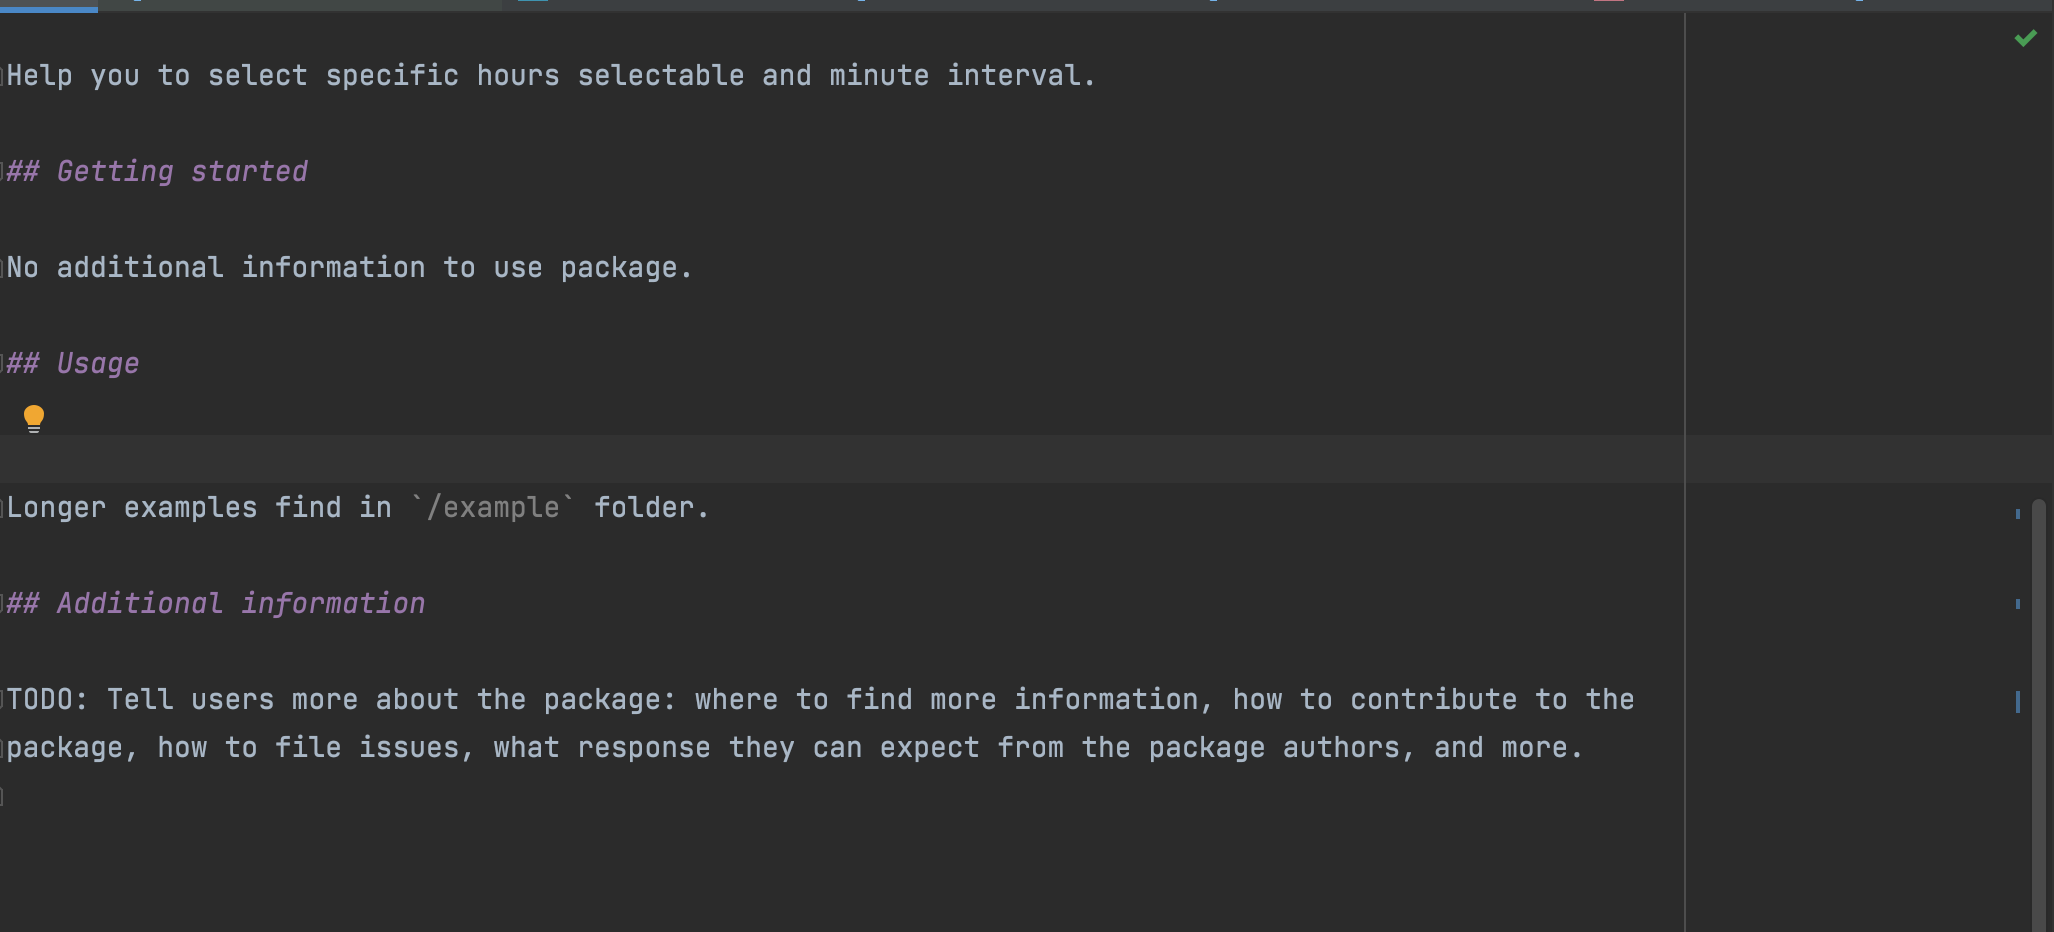 Help you to select specific hours selectable and minute interval.
## Getting started
No additional information to use package.
## Usage
Longer examples find in `/example` folder.
## Additional information
TODO: Tell users more about the package: where to find more information, how to contribute to the
package, how to file issues, what response they can expect from the package authors, and more.